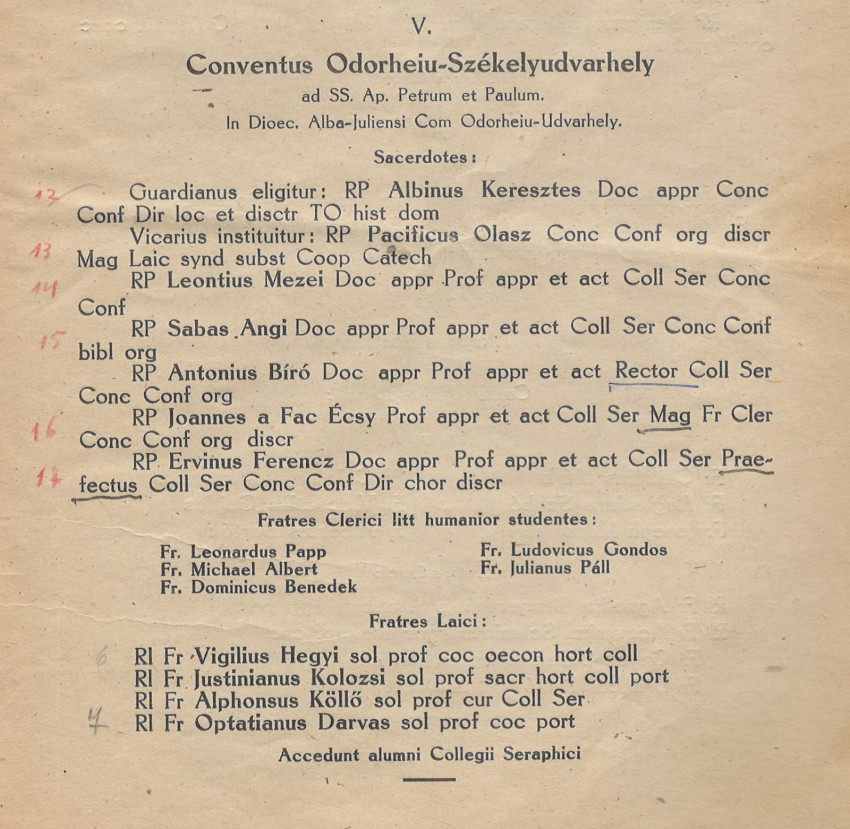 V.
Conventus Odorheiu-Székelyudvarhely
ad SS. Ap. Petrum et Paulum.
In Dioec. Alba-Juliensi Com Odorheiu-Udvarhely.
Sacerdotes:
12 Guardianus eligitur: RP Albinus Keresztes Doc appr Conc
Conf Dir loc et disctr TO hist dom
Vicarius instituitur: RP Pacificus Olasz Conc Conf org discr
13 Mag Laic synd subst Coop Catech
14 RP Leontius Mezei Doc appr Prof appr et act Coll Ser Conc
Conf
15 RP Sabas Angi Doc appr Prof appr et act Coll Ser Conc Conf
bibl org
RP Antonius Bíró Doc appr Prof appr et act Rector Coll Ser
Conc Conf org
16 RP Joannes a Fac Écsy Prof appr et act Coll Ser Mag Fr Cler
Conc Conf org discr
RP Ervinus Ferencz Doc appr Prof appr et act Coll Ser Prae-
17 fectus Coll Ser Conc Conf Dir chor discr
Fratres Clerici litt humanior studentes:
Fr. Leonardus Papp Fr. Ludovicus Gondos
Fr. Michael Albert Fr. Julianus Páll
Fr. Dominicus Benedek
Fratres Laici:
6 Rl Fr Vigilius Hegyi sol prof coc oecon hort coll
Rl Fr Justinianus Kolozsi sol prof sacr hort coll port
Rl Fr Alphonsus Köllő sol prof cur Coll Ser
7 Rl Fr Optatianus Darvas sol prof coc port
Accedunt alumni Collegii Seraphici